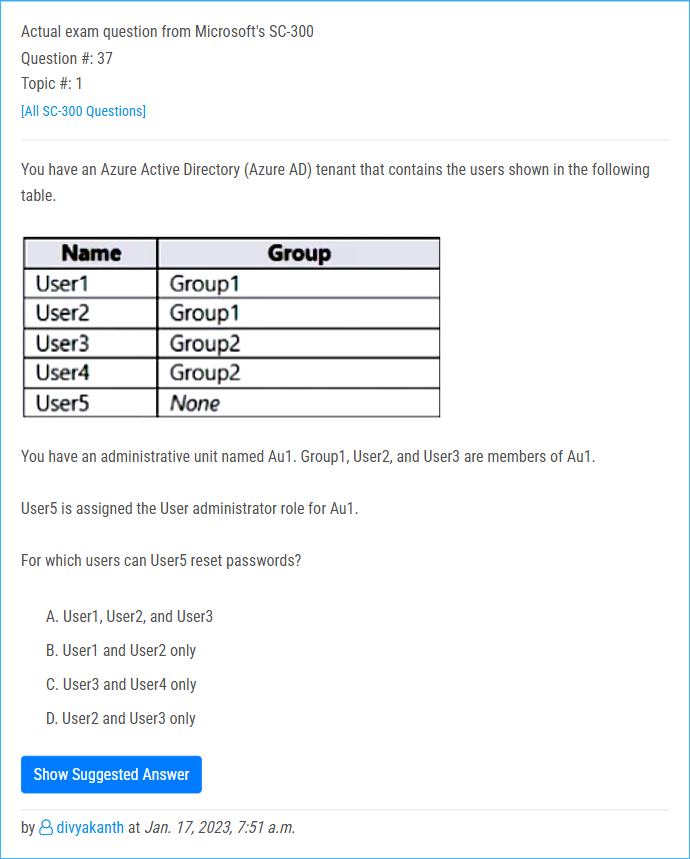 Actual exam question from Microsoft's SC-300
Question #: 37
Topic #: 1
[All SC-300 Questions]
You have an Azure Active Directory (Azure AD) tenant that contains the users shown in the following
table.
Name Group
User1 Group1
User2 Group1
User3 Group2
User4 Group2
User5 None
You have an administrative unit named Au1. Group1, User2, and User3 are members of Au1.
User5 is assigned the User administrator role for Au1.
For which users can User5 reset passwords?
A. User1, User2, and User3
B. User1 and User2 only
C. User3 and User4 only
D. User2 and User3 only
Show Suggested Answer
by divyakanth at Jan. 17, 2023, 7:51 a.m.